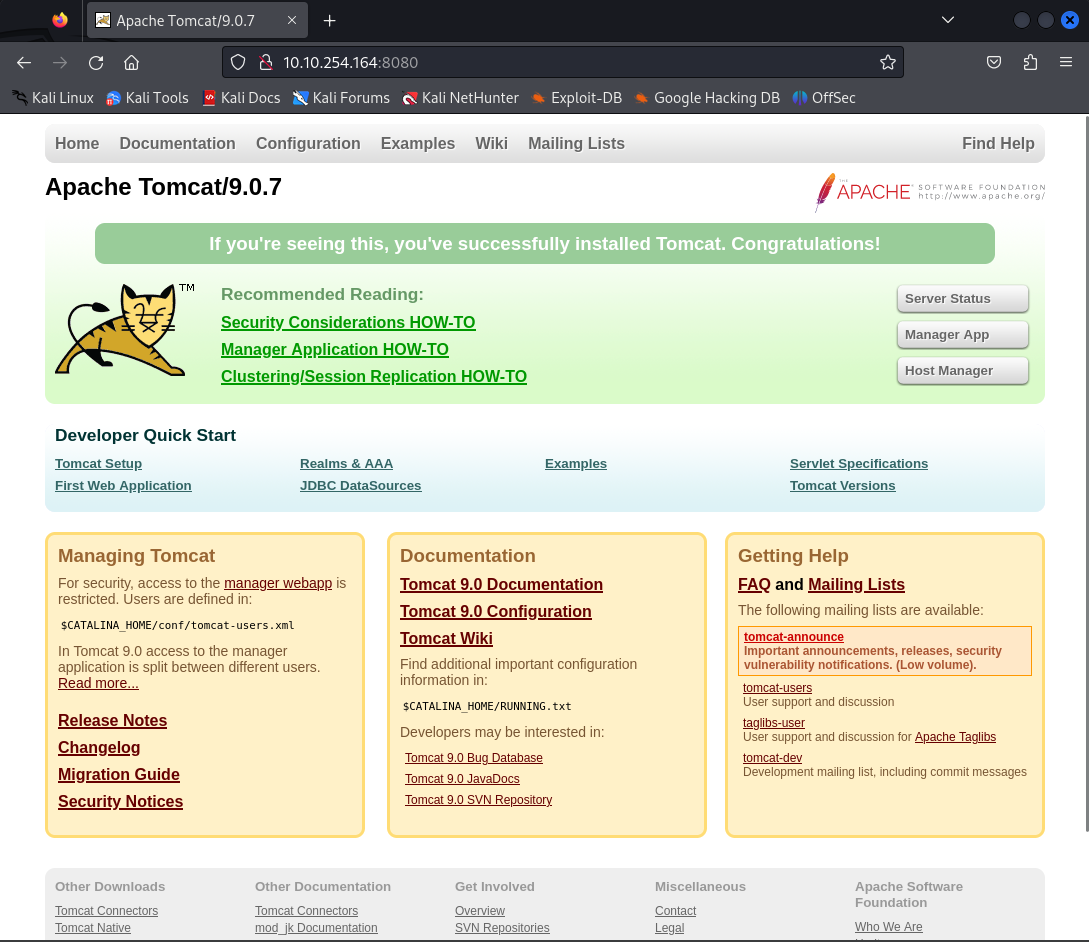 Apache Tomcat/9.0.7
10.10.254.164:8080
Kali Linux Kali Tools Kali Docs Kali Forums Kali NetHunter Exploit-DB Google Hacking DB OffSec
Home Documentation Configuration Examples Wiki Mailing Lists Find Help
Apache Tomcat/9.0.7
THE APACHE SOFTWARE FOUNDATION
http://www.apache.org/
If you're seeing this, you've successfully installed Tomcat. Congratulations!
TM
Recommended Reading:
Security Considerations HOW-TO
Manager Application HOW-TO
Clustering/Session Replication HOW-TO
Server Status
Manager App
Host Manager
Developer Quick Start
Tomcat Setup
First Web Application
Realms & AAA
JDBC DataSources
Examples
Servlet Specifications
Tomcat Versions
Managing Tomcat
For security, access to the manager webapp is
restricted. Users are defined in:
$CATALINA_HOME/conf/tomcat-users.xml
In Tomcat 9.0 access to the manager
application is split between different users.
Read more...
Release Notes
Changelog
Migration Guide
Security Notices
Documentation
Tomcat 9.0 Documentation
Tomcat 9.0 Configuration
Tomcat Wiki
Find additional important configuration
information in:
$CATALINA_HOME/RUNNING.txt
Developers may be interested in:
Tomcat 9.0 Bug Database
Tomcat 9.0 JavaDocs
Tomcat 9.0 SVN Repository
Getting Help
FAQ and Mailing Lists
The following mailing lists are available:
tomcat-announce
Important announcements, releases, security
vulnerability notifications. (Low volume).
tomcat-users
User support and discussion
taglibs-user
User support and discussion for Apache Taglibs
tomcat-dev
Development mailing list, including commit messages
Other Downloads
Tomcat Connectors
Tomcat Native
Other Documentation
Tomcat Connectors
mod_jk Documentation
Get Involved
Overview
SVN Repositories
Miscellaneous
Contact
Legal
Apache Software
Foundation
Who We Are